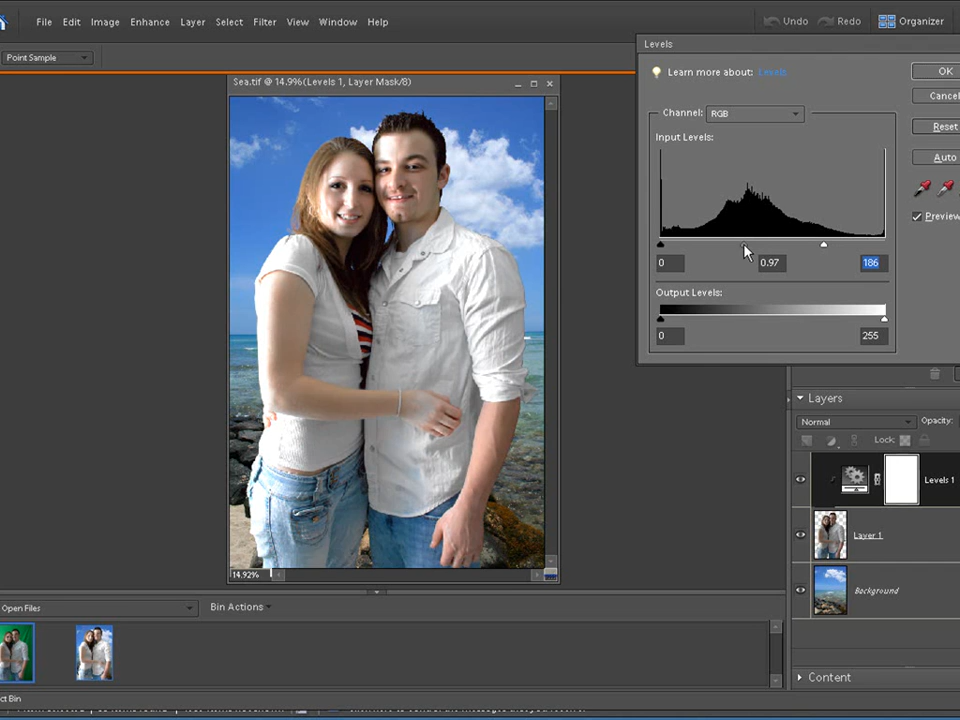 File Edit Image Enhance Layer Select Filter View Window Help
Undo Redo Organizer
Point Sample
Levels
Sea.tif @ 14.9%(Levels 1, Layer Mask/8)
Learn more about: Levels
OK
Cancel
Channel: RGB
Reset
Input Levels:
Auto
Preview
0 0.97 186
Output Levels:
0 255
Layers
Normal Opacity:
Lock:
Levels 1
Layer 1
Background
14.92%
Open Files Bin Actions
Content
ct Bin